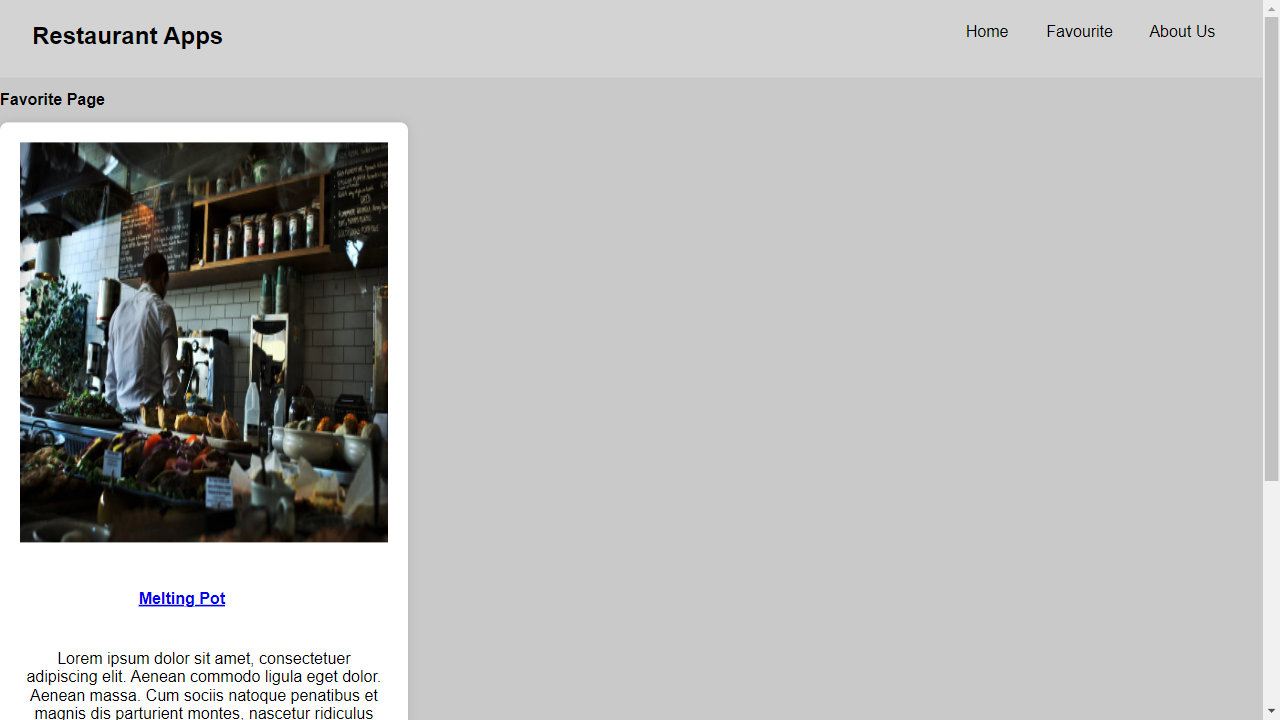 Restaurant Apps
Home
Favourite
About Us
Favorite Page
Melting Pot
Lorem ipsum dolor sit amet, consectetuer
adipiscing elit. Aenean commodo ligula eget dolor.
Aenean massa. Cum sociis natoque penatibus et
magnis dis parturient montes, nascetur ridiculus